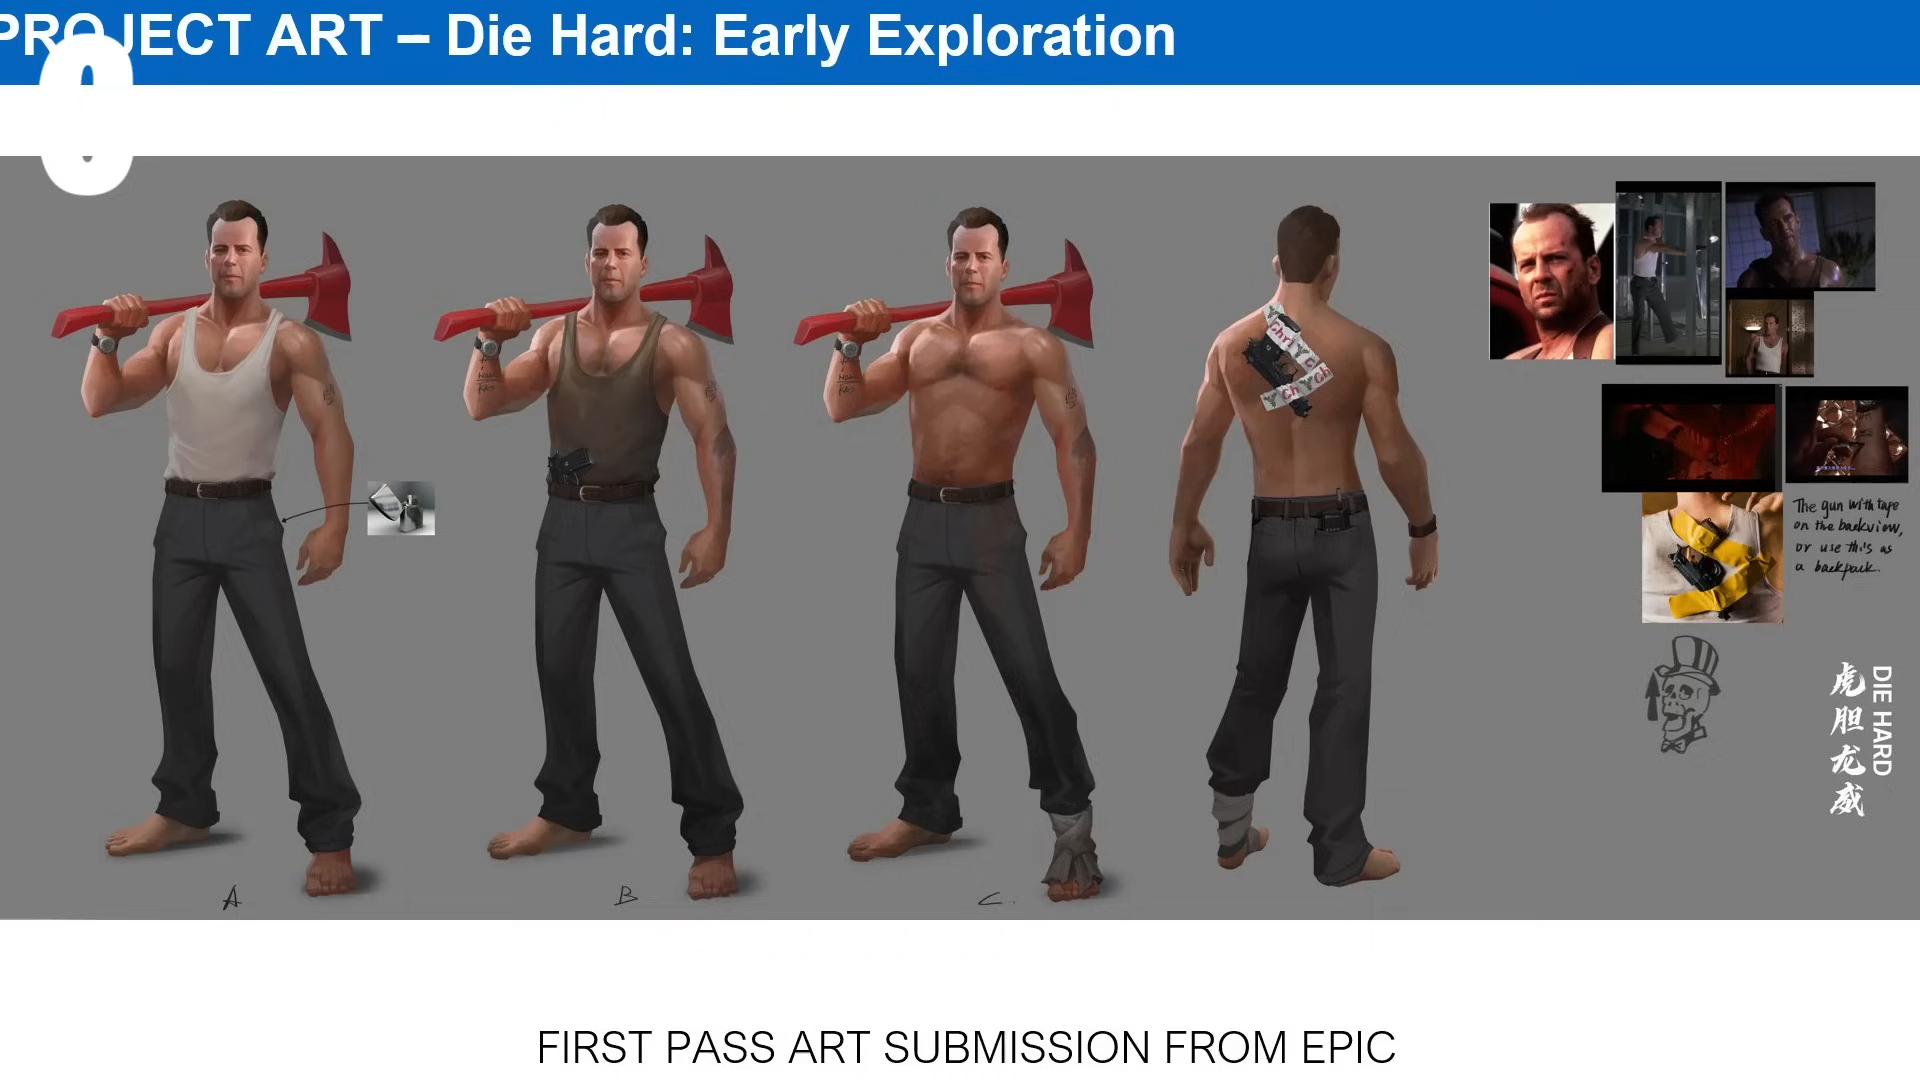 PROJECT ART – Die Hard: Early Exploration
The gun with tape
on the backview,
or use this as
a backpack.
DIE HARD
虎胆龙威
A
B
C.
FIRST PASS ART SUBMISSION FROM EPIC